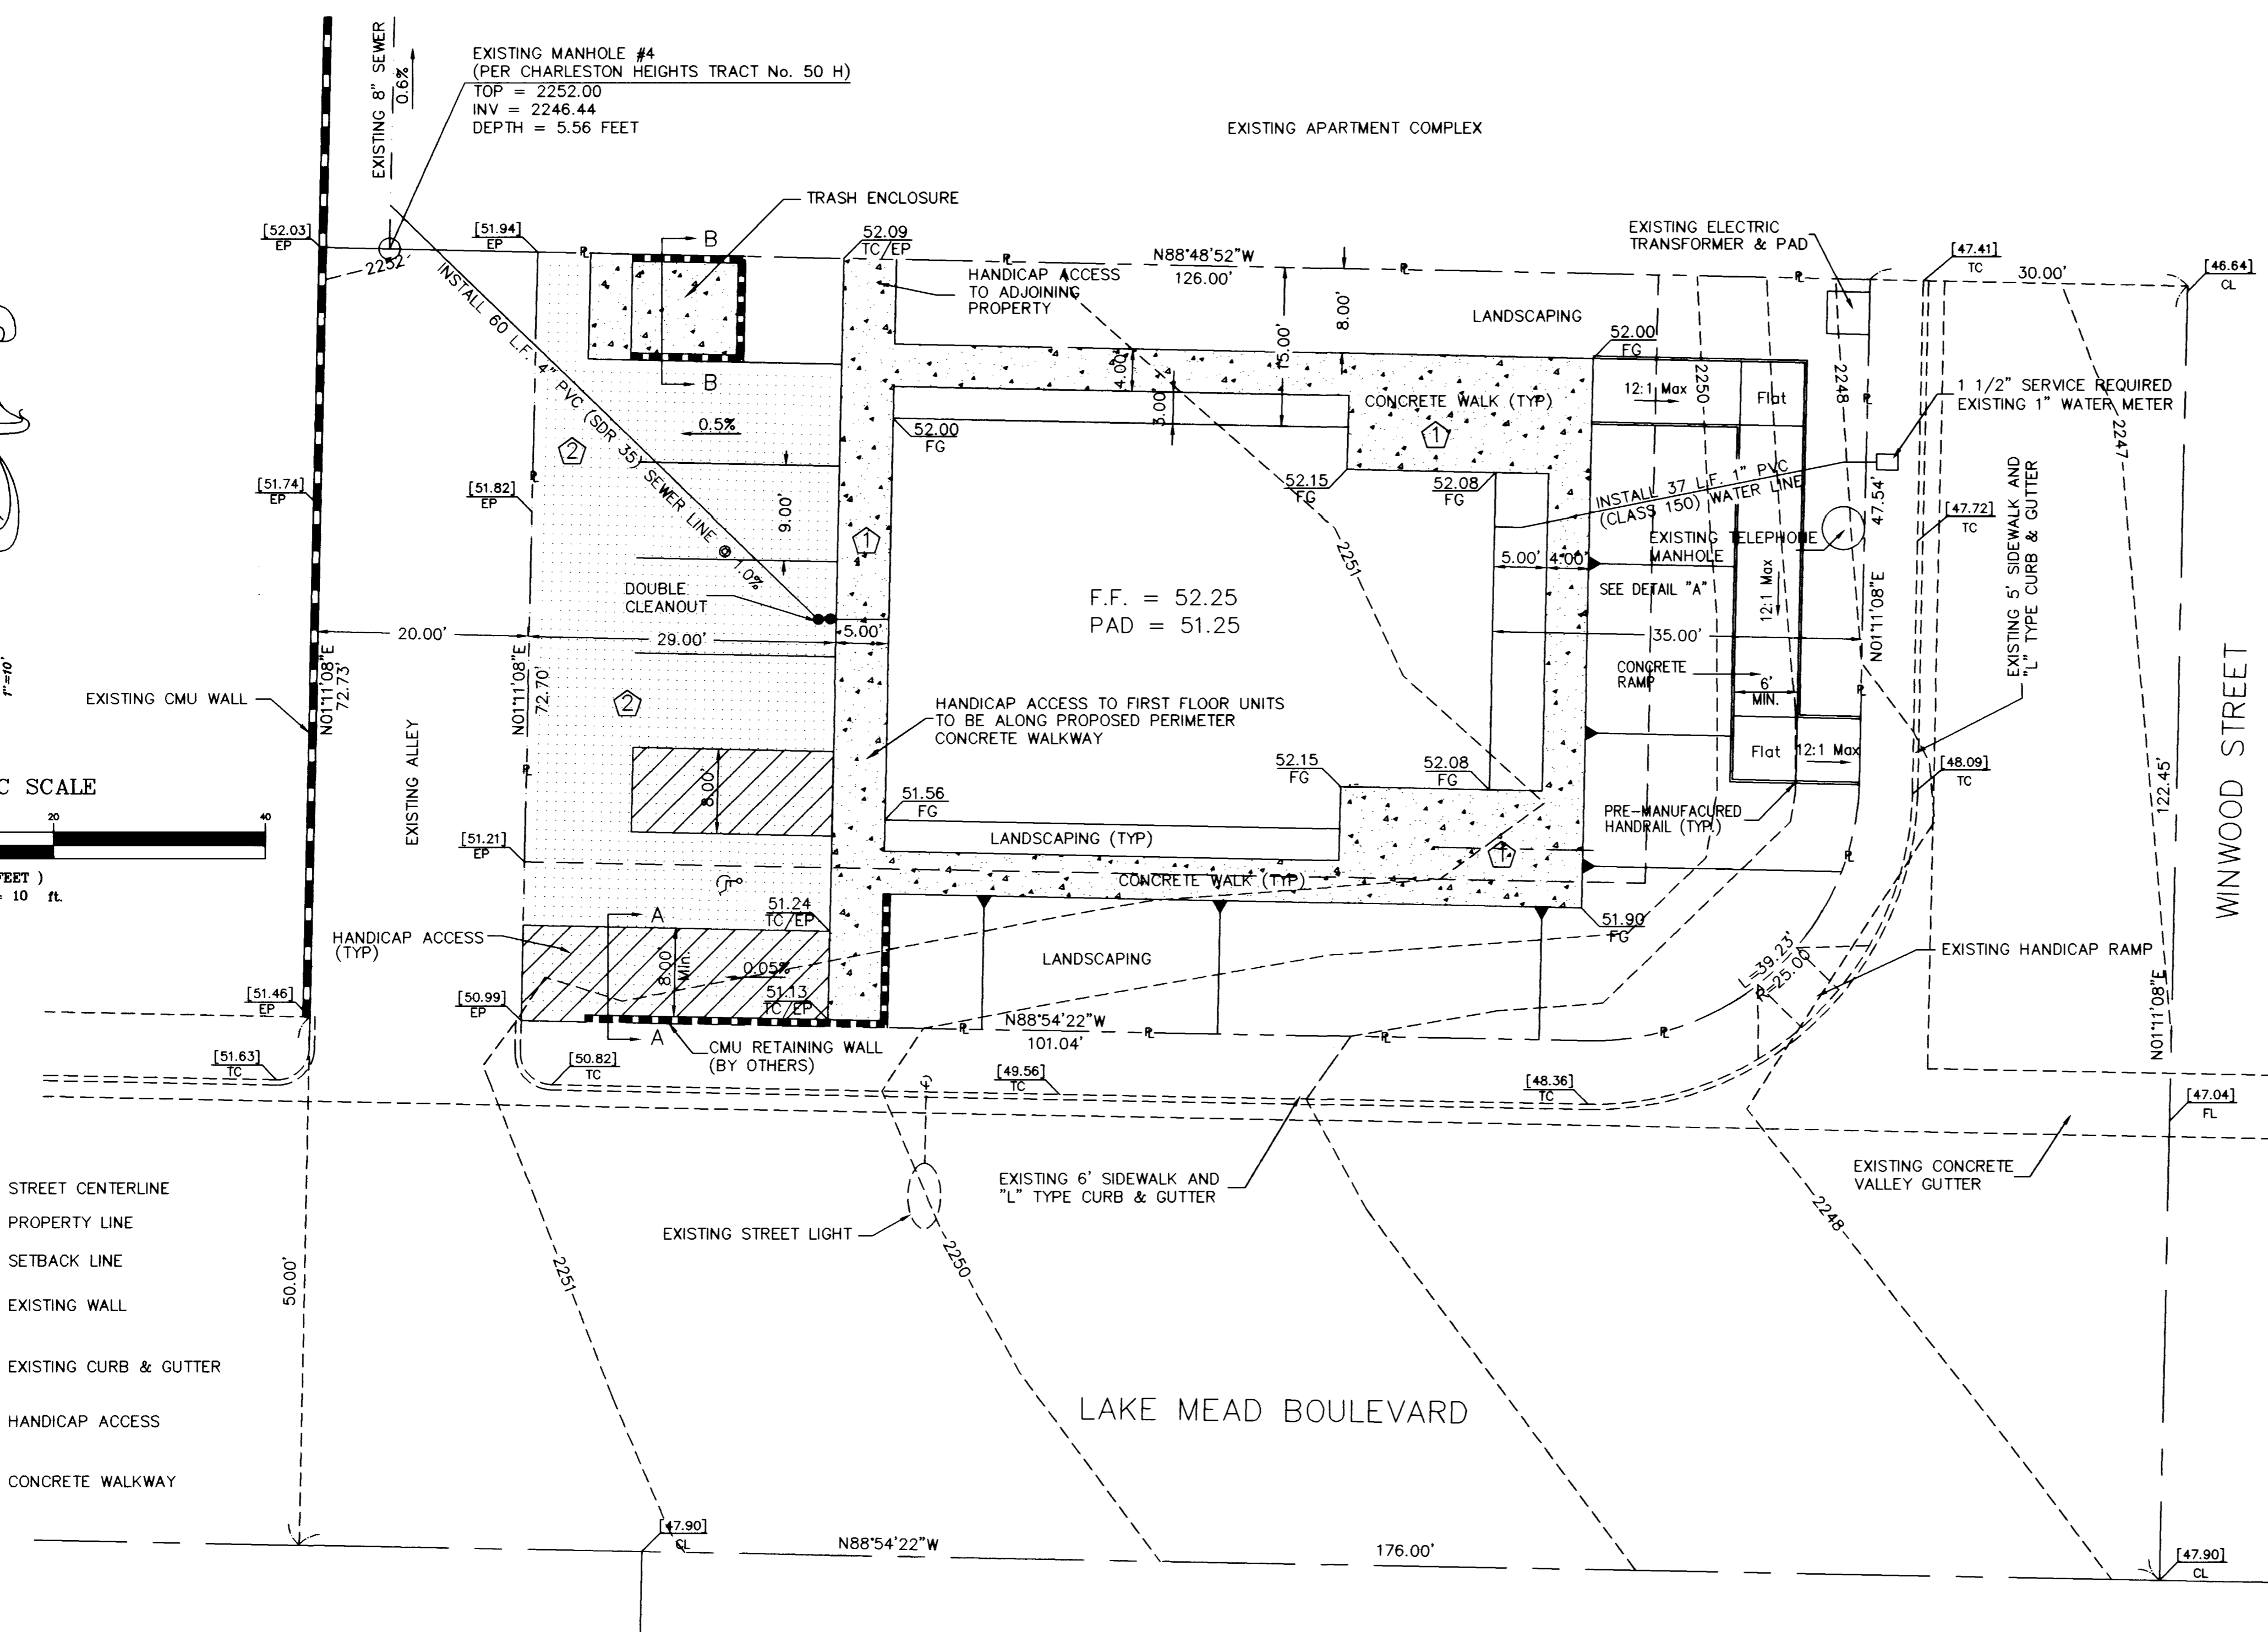 EXISTING 8" SEWER
0.6%
EXISTING MANHOLE #4
(PER CHARLESTON HEIGHTS TRACT No. 50 H)
TOP = 2252.00
INV = 2246.44
DEPTH = 5.56 FEET
EXISTING APARTMENT COMPLEX
TRASH ENCLOSURE
[52.03]
EP
2252'
[51.94]
EP
B
B
52.09
TC/EP
HANDICAP ACCESS
TO ADJOINING
PROPERTY
N88°48'52"W
126.00'
EXISTING ELECTRIC
TRANSFORMER & PAD
[47.41]
TC
30.00'
[46.64]
CL
INSTALL 60 L.F. 4" PVC (SDR 35) SEWER LINE @ 1.0%
8.00'
15.00'
LANDSCAPING
52.00
FG
4.00'
3.00'
CONCRETE WALK (TYP)
1
12:1 Max
2250
Flat
2248
1 1/2" SERVICE REQUIRED
EXISTING 1" WATER METER
2247
0.5%
2
52.00
FG
[51.74]
EP
[51.82]
EP
9.00'
1
52.15
FG
52.08
FG
INSTALL 37 L.F. 1" PVC
(CLASS 150) WATER LINE
47.54'
[47.72]
TC
EXISTING 5' SIDEWALK AND
"L" TYPE CURB & GUTTER
2251
EXISTING TELEPHONE
MANHOLE
5.00'
4.00'
SEE DETAIL "A"
12:1 Max
N01°11'08"E
DOUBLE
CLEANOUT
F.F. = 52.25
PAD = 51.25
20.00'
29.00'
5.00'
35.00'
1"=10'
EXISTING CMU WALL
N01°11'08"E
72.73'
N01°11'08"E
72.70'
2
HANDICAP ACCESS TO FIRST FLOOR UNITS
TO BE ALONG PROPOSED PERIMETER
CONCRETE WALKWAY
CONCRETE
RAMP
6'
MIN.
Flat
12:1 Max
WINWOOD STREET
C SCALE
20
40
FEET )
= 10 ft.
EXISTING ALLEY
8.00'
52.15
FG
52.08
FG
[48.09]
TC
122.45'
51.56
FG
PRE-MANUFACURED
HANDRAIL (TYP.)
[51.21]
EP
LANDSCAPING (TYP)
1
CONCRETE WALK (TYP)
51.24
TC/EP
51.90
FG
A
HANDICAP ACCESS
(TYP)
8.00'
Min.
0.05%
LANDSCAPING
L=39.23'
R=25.00'
EXISTING HANDICAP RAMP
[51.46]
EP
[50.99]
EP
51.13
TC/EP
N88°54'22"W
101.04'
N01°11'08"E
A
CMU RETAINING WALL
(BY OTHERS)
[51.63]
TC
[50.82]
TC
[49.56]
TC
[48.36]
TC
[47.04]
FL
EXISTING 6' SIDEWALK AND
"L" TYPE CURB & GUTTER
EXISTING CONCRETE
VALLEY GUTTER
STREET CENTERLINE
PROPERTY LINE
SETBACK LINE
EXISTING WALL
EXISTING CURB & GUTTER
HANDICAP ACCESS
CONCRETE WALKWAY
50.00'
2251
EXISTING STREET LIGHT
2250
2248
LAKE MEAD BOULEVARD
[47.90]
CL
N88°54'22"W
176.00'
[47.90]
CL